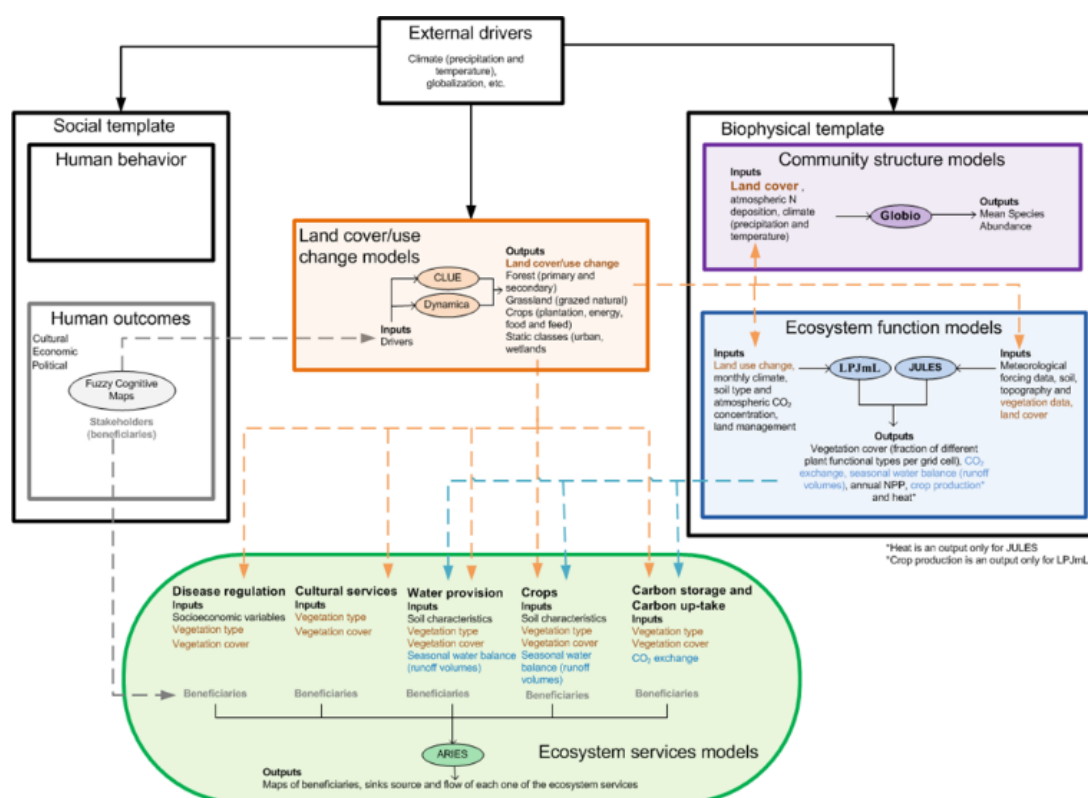 External drivers
Climate (precipitation and
temperature),
globalization, etc.
Social template
Human behavior
Human outcomes
Cultural
Economic
Political
Fuzzy Cognitive
Maps
Stakeholders
(beneficiaries)
Land cover/use
change models
CLUE
Dynamica
Inputs
Drivers
Outputs
Land cover/use change
Forest (primary and
secondary)
Grassland (grazed natural)
Crops (plantation, energy,
food and feed)
Static classes (urban,
wetlands
Biophysical template
Community structure models
Inputs
Land cover ,
atmospheric N
deposition, climate
(precipitation and
temperature)
Globio
Outputs
Mean Species
Abundance
Ecosystem function models
Inputs
Land use change,
monthly climate,
soil type and
atmospheric CO₂
concentration,
land management
LPJmL
JULES
Inputs
Meteorological
forcing data, soil,
topography and
vegetation data,
land cover
Outputs
Vegetation cover (fraction of different
plant functional types per grid cell), CO₂
exchange, seasonal water balance (runoff
volumes), annual NPP, crop production*
and heat*
*Heat is an output only for JULES
*Crop production is an output only for LPJmL
Disease regulation
Inputs
Socioeconomic variables
Vegetation type
Vegetation cover
Beneficiaries
Cultural services
Inputs
Vegetation type
Vegetation cover
Beneficiaries
Water provision
Inputs
Soil characteristics
Vegetation type
Vegetation cover
Seasonal water balance
(runoff volumes)
Beneficiaries
Crops
Inputs
Soil characteristics
Vegetation type
Vegetation cover
Seasonal water
balance (runoff
volumes)
Beneficiaries
Carbon storage and
Carbon up-take
Inputs
Vegetation type
Vegetation cover
CO₂ exchange
Beneficiaries
ARIES
Ecosystem services models
Outputs
Maps of beneficiaries, sinks source and flow of each one of the ecosystem services